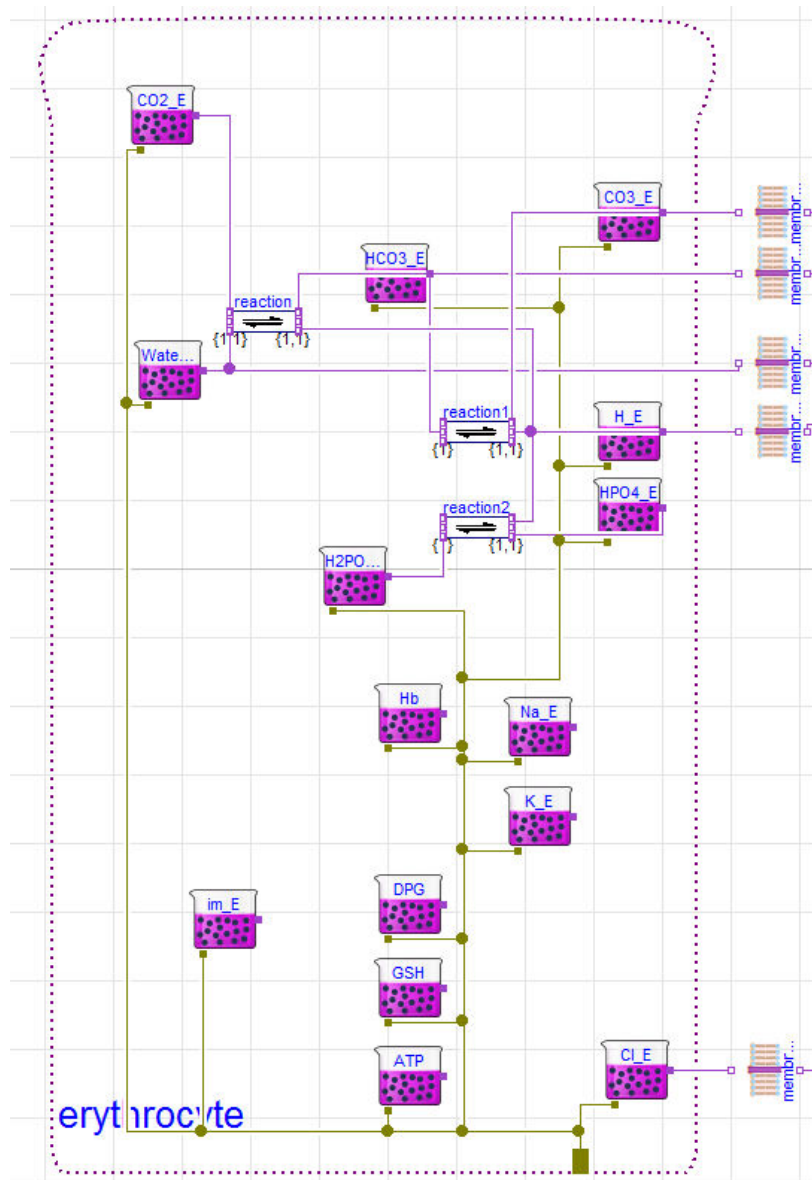 CO2_E
CO3_E
membr...
HCO3_E
membr...
reaction
{1,1} {1,1}
Wate...
membr...
reaction1
H_E
membr...
{1} {1,1}
reaction2
HPO4_E
{1} {1,1}
H2PO...
Hb
Na_E
K_E
DPG
im_E
GSH
ATP
Cl_E
membr...
erythrocyte